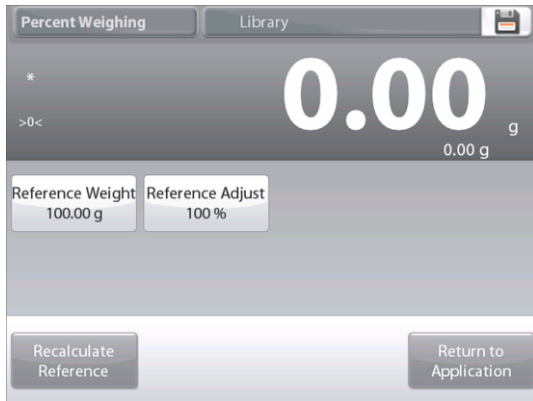 Percent Weighing
Library
*
0.00
>0<
g
0.00 g
Reference Weight
100.00 g
Reference Adjust
100 %
Recalculate
Reference
Return to
Application